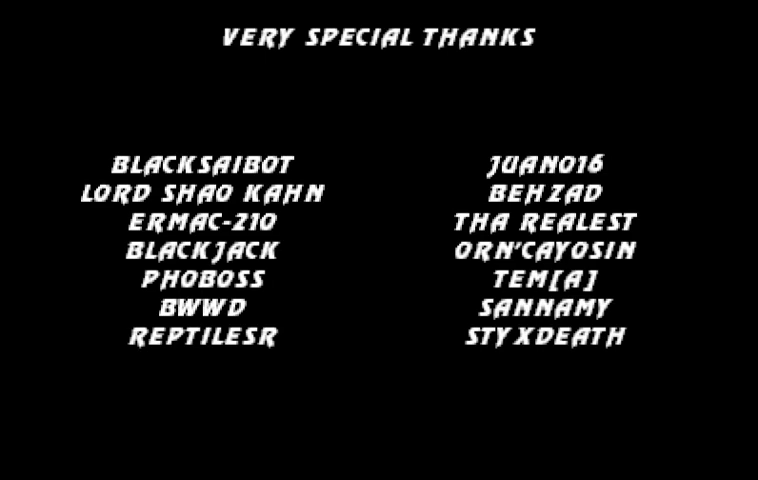 VERY SPECIAL THANKS
BLACKSAIBOT
LORD SHAO KAHN
ERMAC-210
BLACKJACK
PHOBOSS
BWWD
REPTILESR
JUANO16
BEHZAD
THA REALEST
ORN'CAYOSIN
TEM[A]
SANNAMY
STYXDEATH